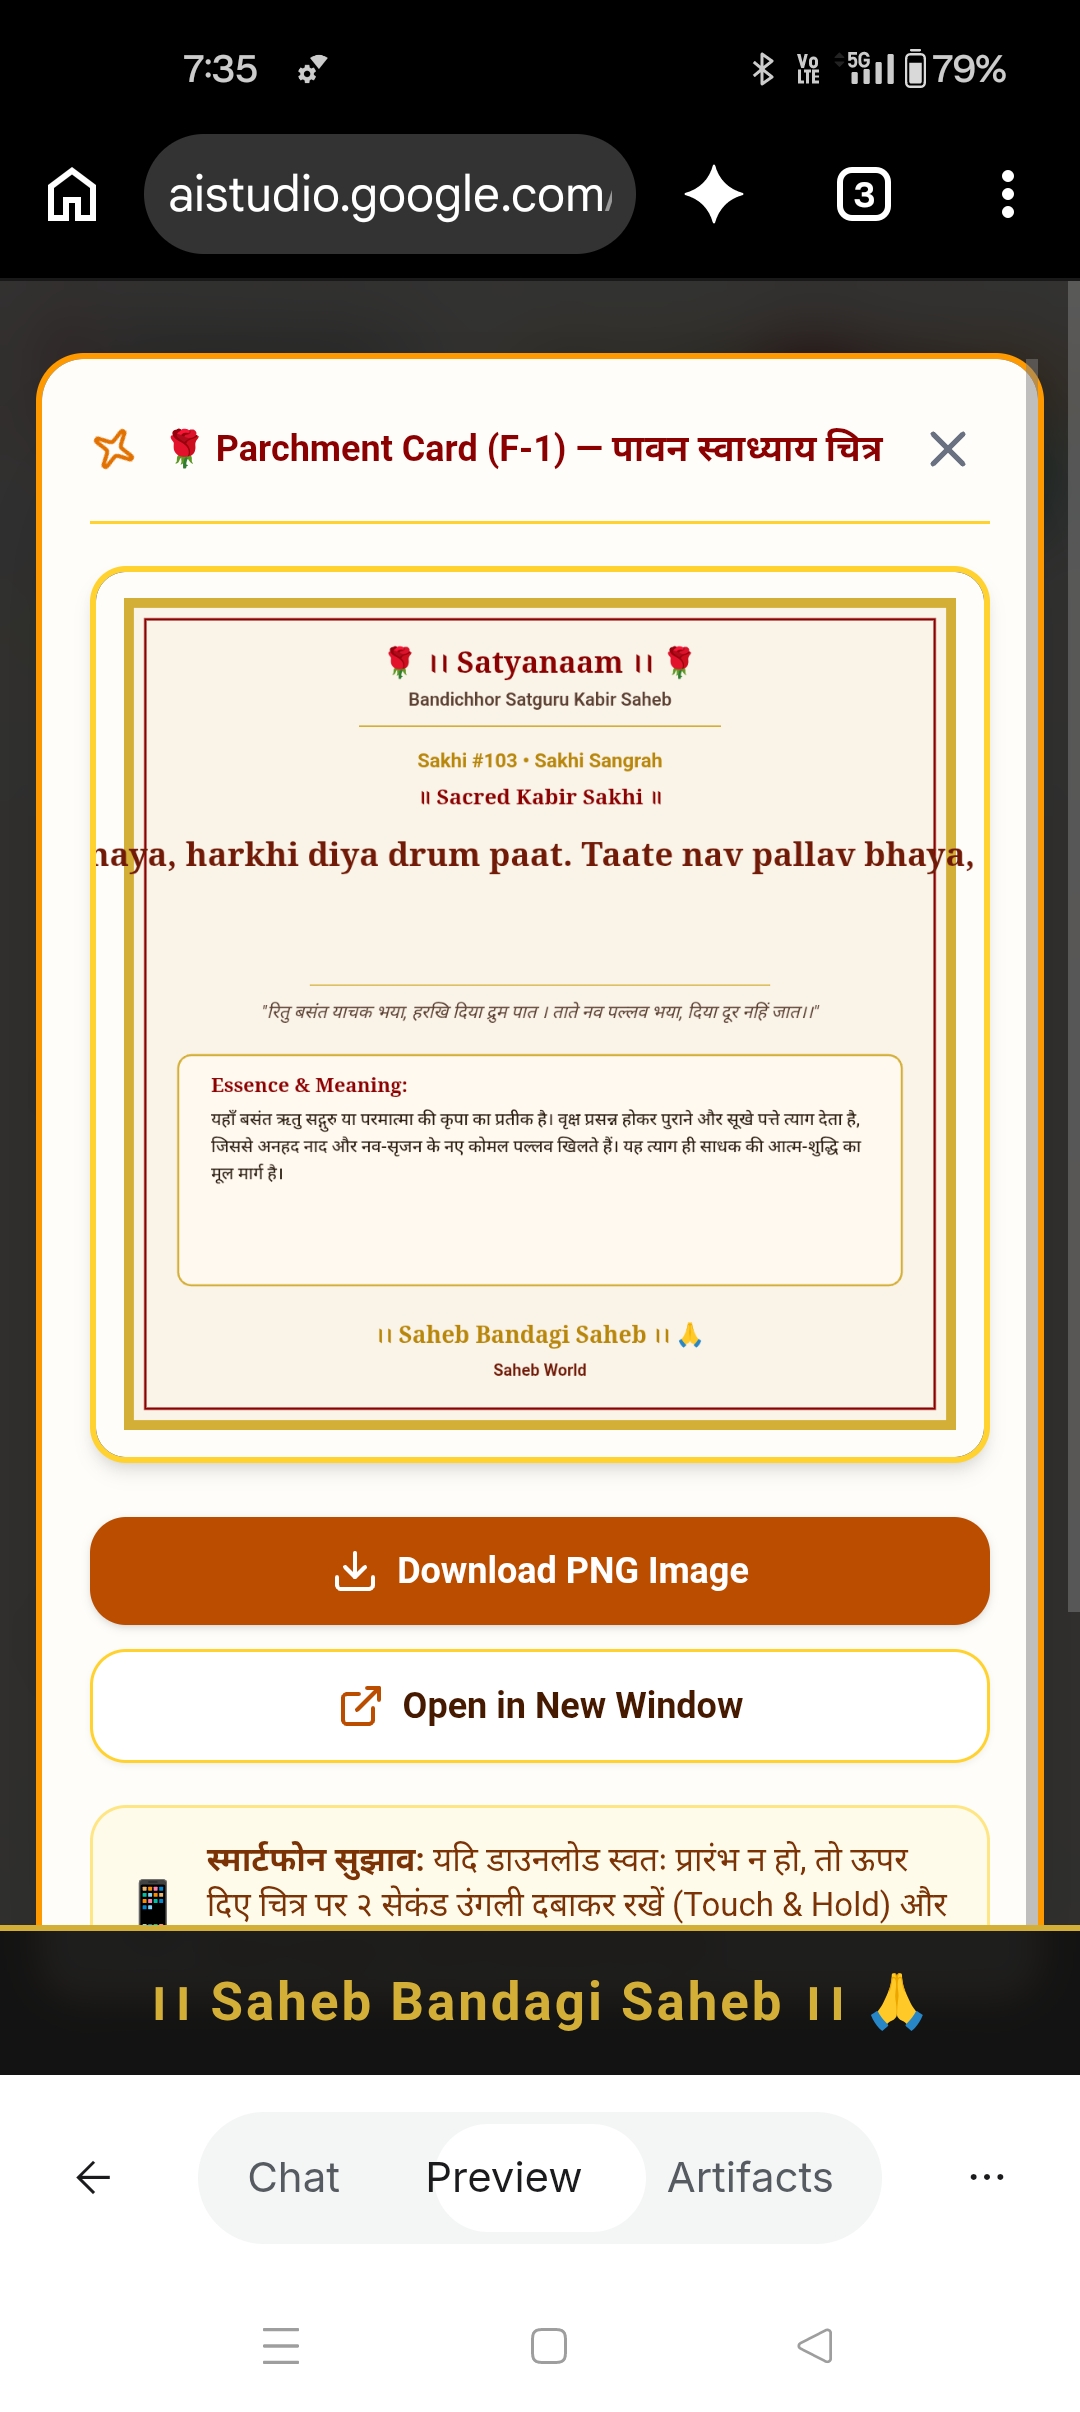 7:35
Vo LTE 5G 79%
aistudio.google.com/
3
🌹 Parchment Card (F-1) — पावन स्वाध्याय चित्र
🌹 ।। Satyanaam ।। 🌹
Bandichhor Satguru Kabir Saheb
Sakhi #103 • Sakhi Sangrah
॥ Sacred Kabir Sakhi ॥
haya, harkhi diya drum paat. Taate nav pallav bhaya,
"रितु बसंत याचक भया, हरखि दिया द्रुम पात । ताते नव पल्लव भया, दिया दूर नहिं जात।।"
Essence & Meaning:
यहाँ बसंत ऋतु सद्गुरु या परमात्मा की कृपा का प्रतीक है। वृक्ष प्रसन्न होकर पुराने और सूखे पत्ते त्याग देता है,
जिससे अनहद नाद और नव-सृजन के नए कोमल पल्लव खिलते हैं। यह त्याग ही साधक की आत्म-शुद्धि का
मूल मार्ग है।
।। Saheb Bandagi Saheb ।। 🙏
Saheb World
Download PNG Image
Open in New Window
स्मार्टफोन सुझाव: यदि डाउनलोड स्वतः प्रारंभ न हो, तो ऊपर
दिए चित्र पर २ सेकंड उंगली दबाकर रखें (Touch & Hold) और
।। Saheb Bandagi Saheb ।। 🙏
Chat Preview Artifacts